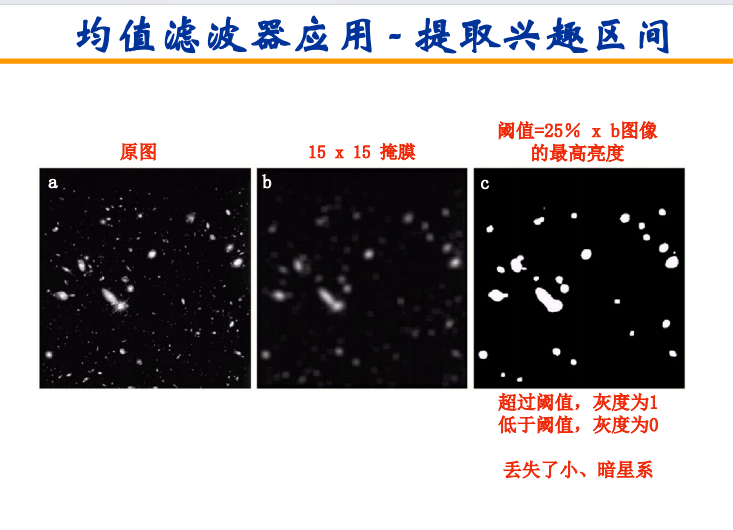 均值滤波器应用-提取兴趣区间
原图
15 x 15 掩膜
阈值=25% x b图像
的最高亮度
a
b
c
超过阈值，灰度为1
低于阈值，灰度为0
丢失了小、暗星系